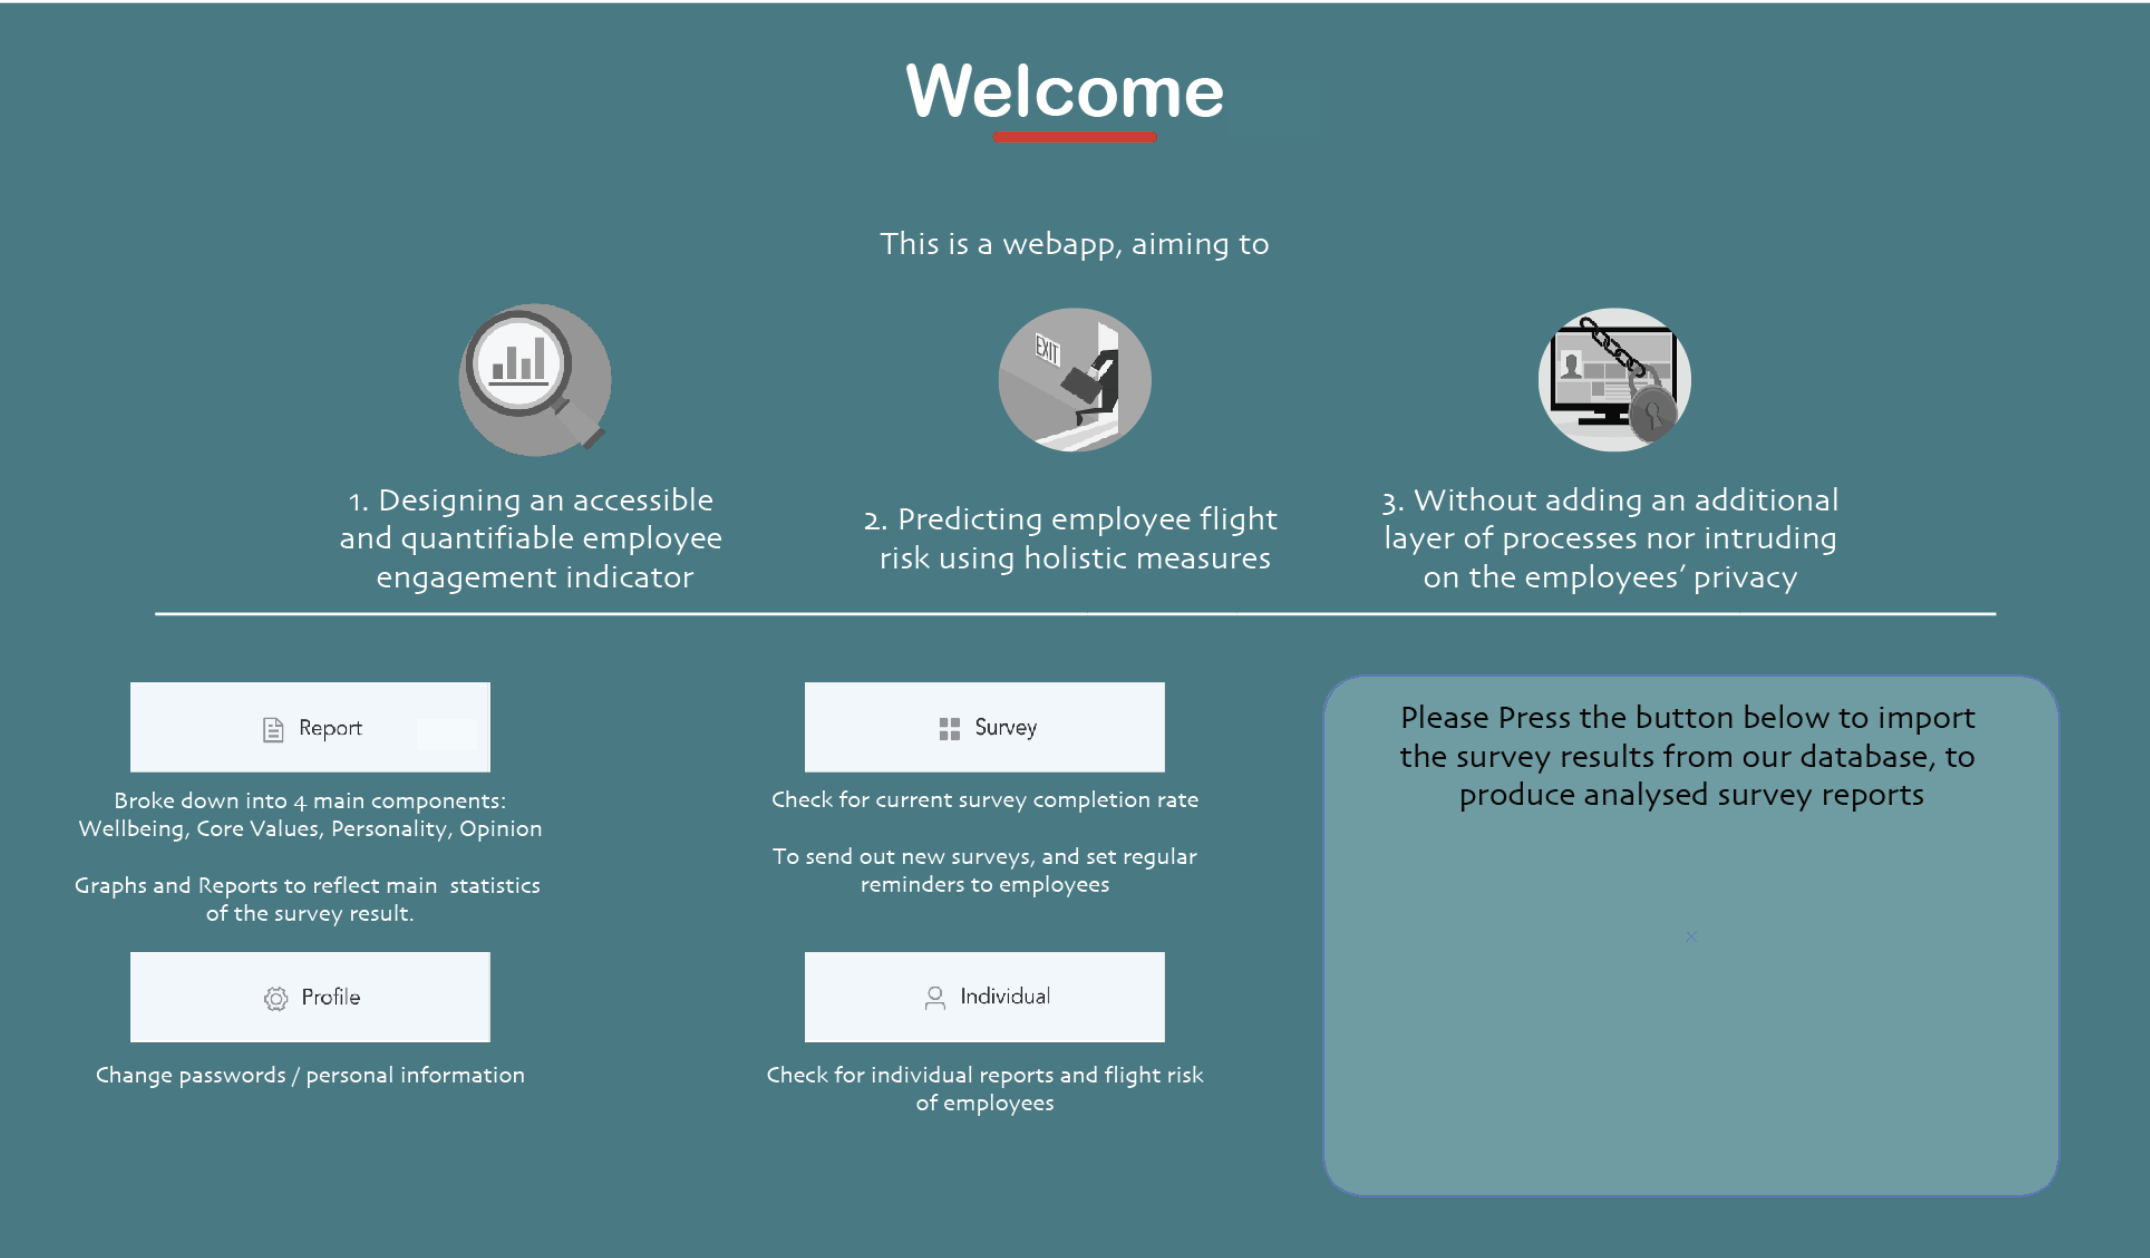 Welcome
This is a webapp, aiming to
EXIT
1. Designing an accessible
and quantifiable employee
engagement indicator
2. Predicting employee flight
risk using holistic measures
3. Without adding an additional
layer of processes nor intruding
on the employees’ privacy
Report
Broke down into 4 main components:
Wellbeing, Core Values, Personality, Opinion
Graphs and Reports to reflect main  statistics
of the survey result.
Profile
Change passwords / personal information
Survey
Check for current survey completion rate
To send out new surveys, and set regular
reminders to employees
Individual
Check for individual reports and flight risk
of employees
Please Press the button below to import
the survey results from our database, to
produce analysed survey reports